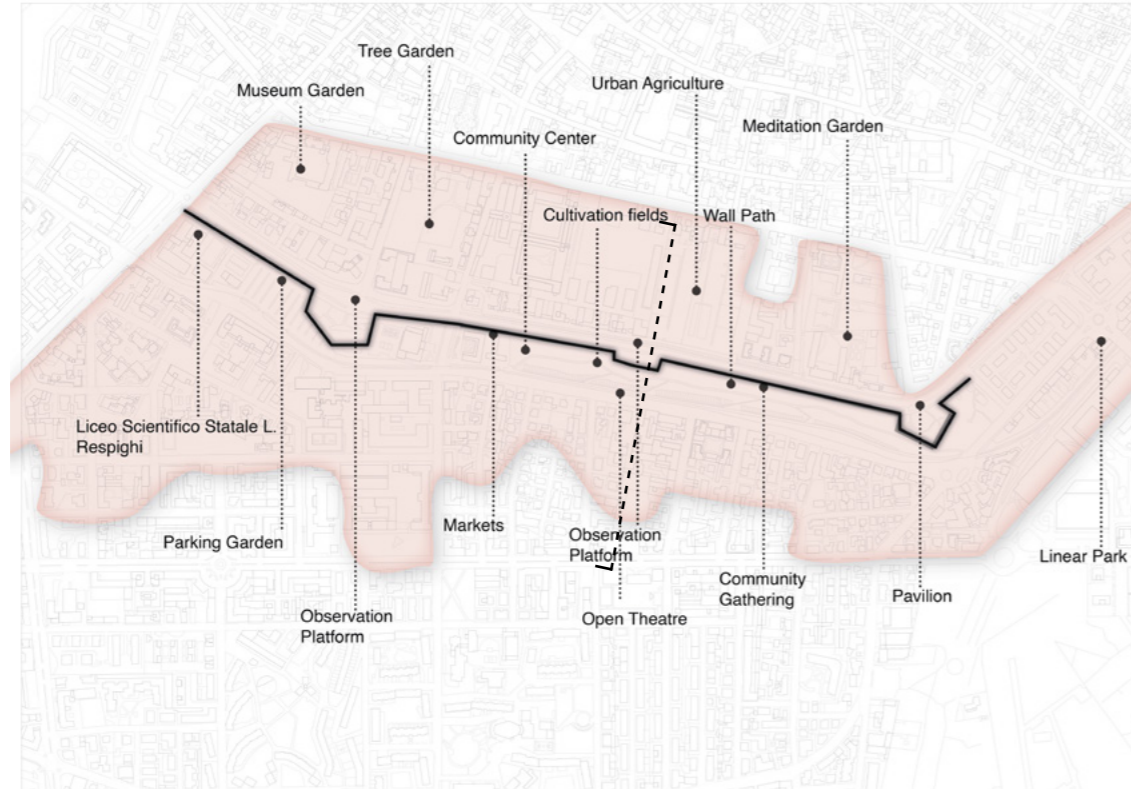 Tree Garden
Museum Garden
Urban Agriculture
Community Center
Meditation Garden
Cultivation fields
Wall Path
Liceo Scientifico Statale L.
Respighi
Parking Garden
Markets
Observation
Platform
Observation
Platform
Open Theatre
Community
Gathering
Pavilion
Linear Park